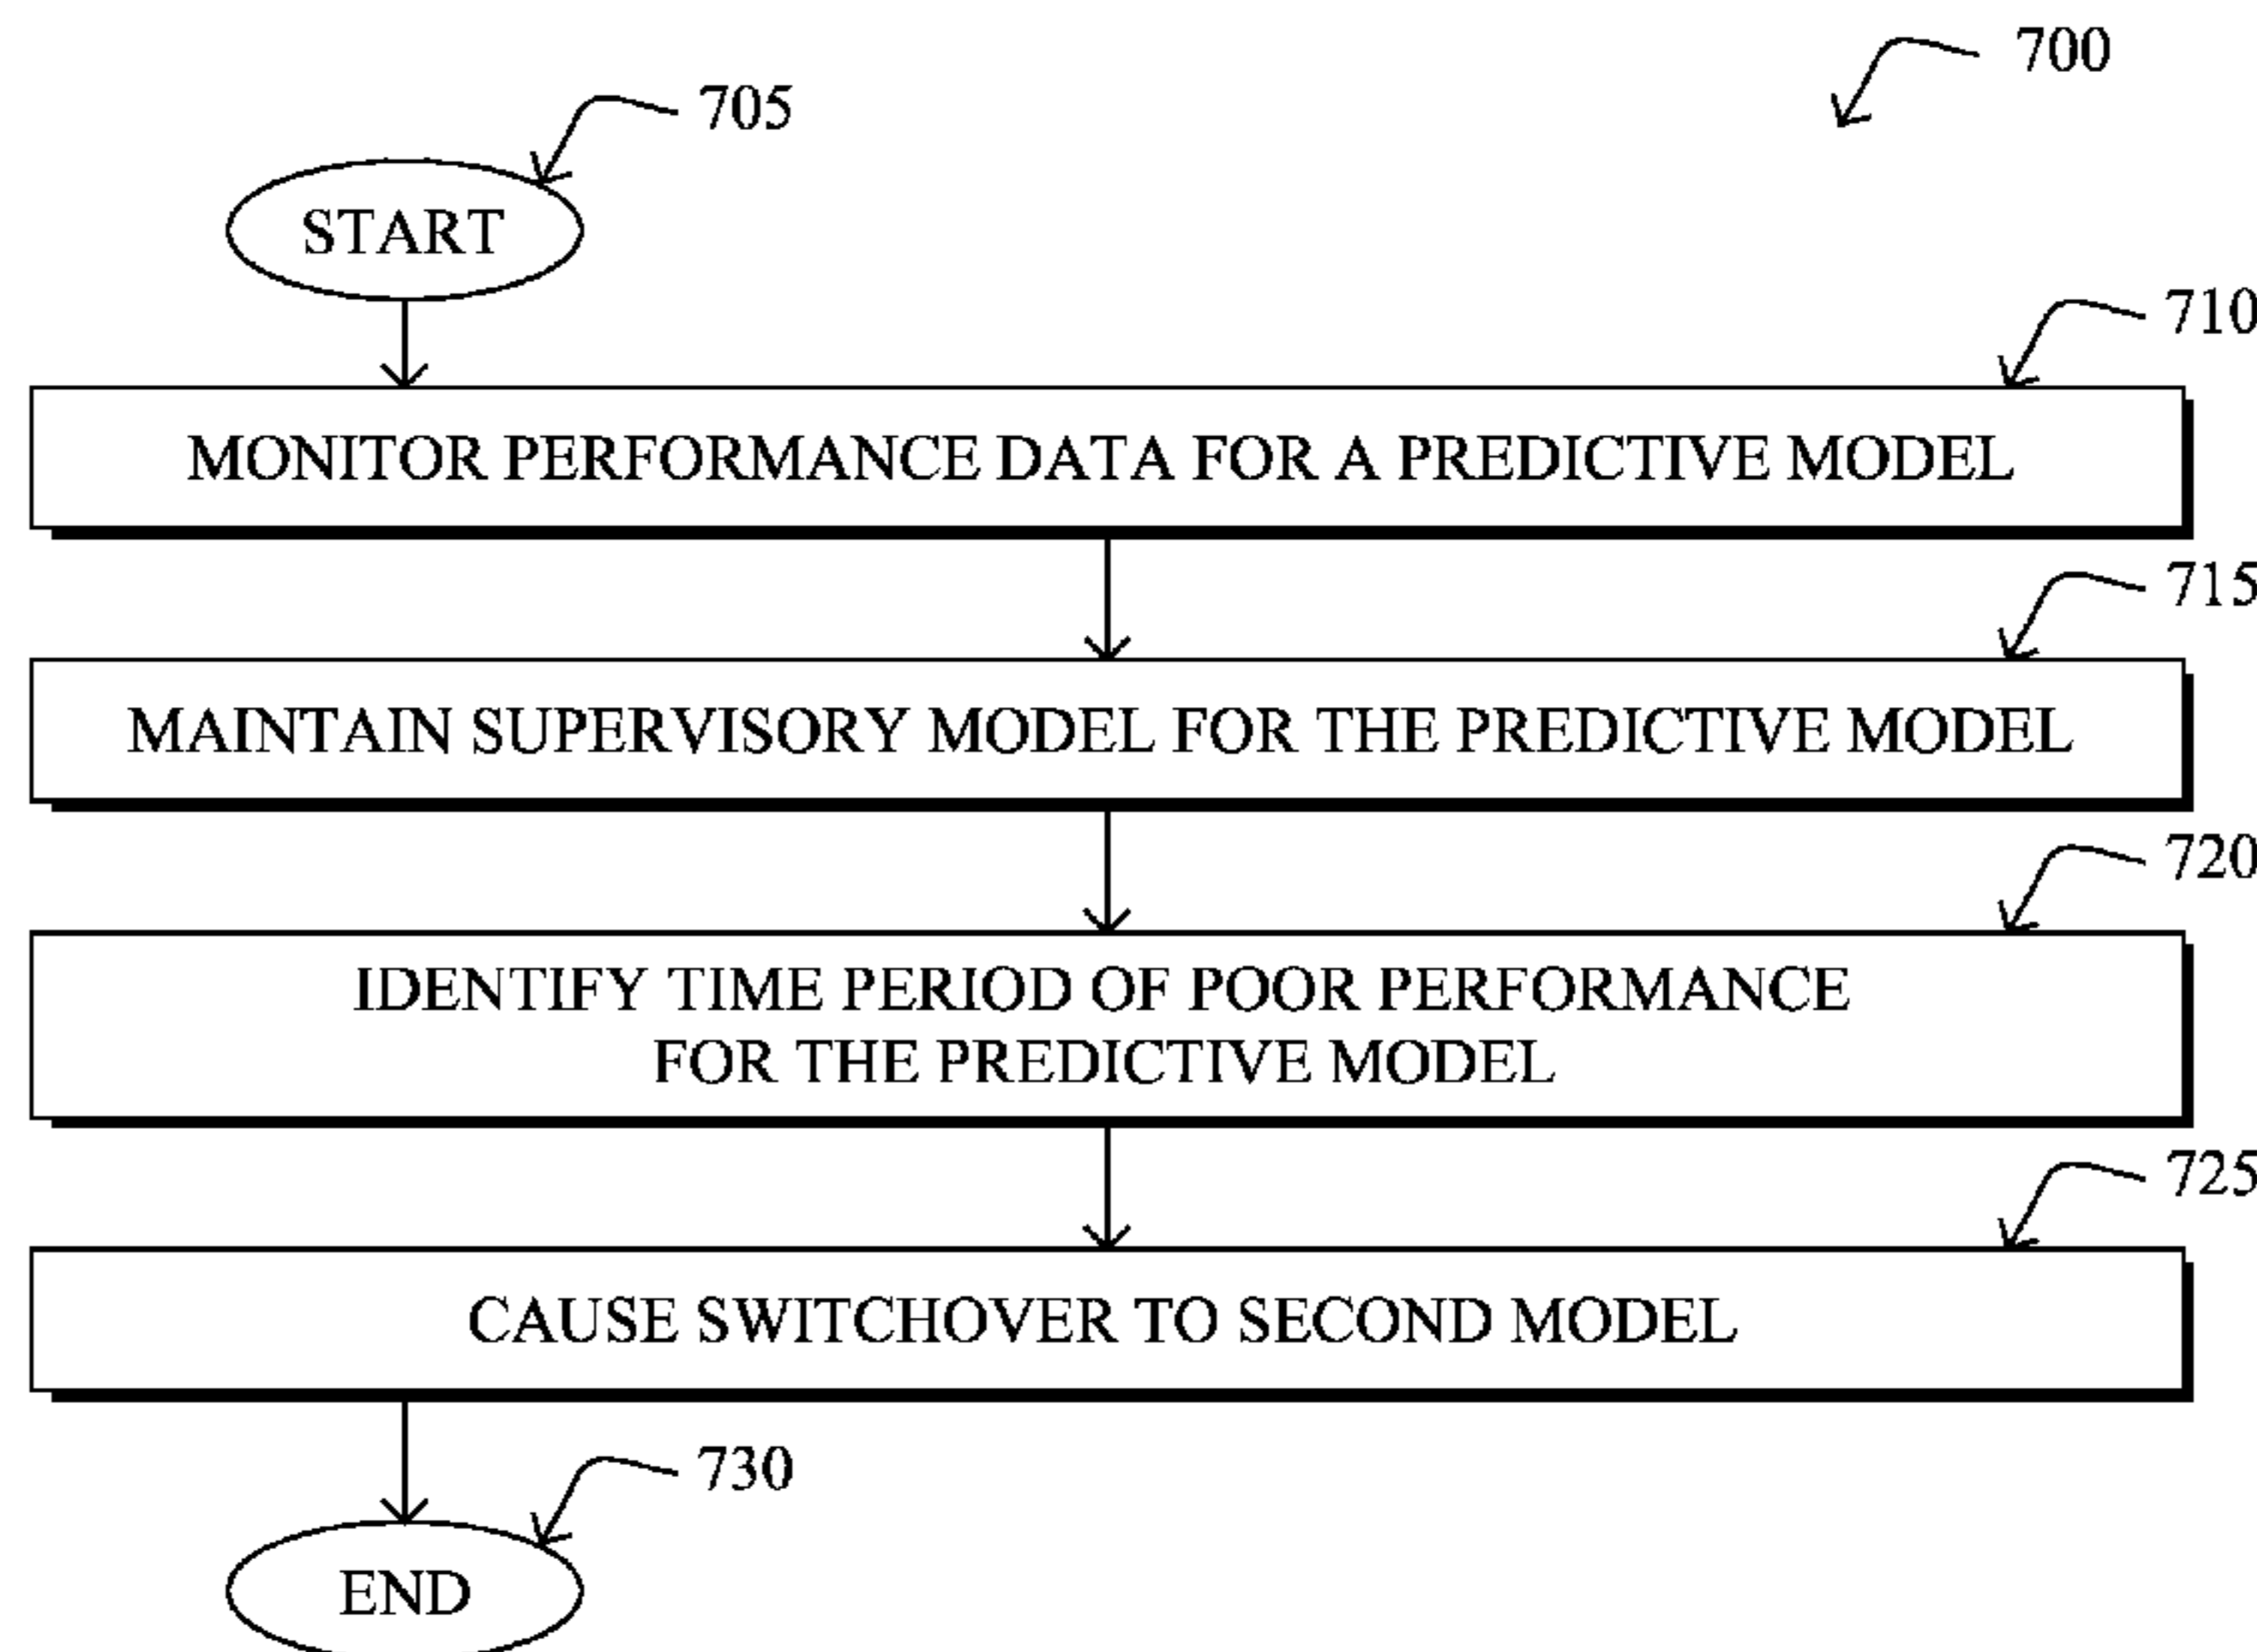 700
705
START
710
MONITOR PERFORMANCE DATA FOR A PREDICTIVE MODEL
715
MAINTAIN SUPERVISORY MODEL FOR THE PREDICTIVE MODEL
720
IDENTIFY TIME PERIOD OF POOR PERFORMANCE
FOR THE PREDICTIVE MODEL
725
CAUSE SWITCHOVER TO SECOND MODEL
730
END